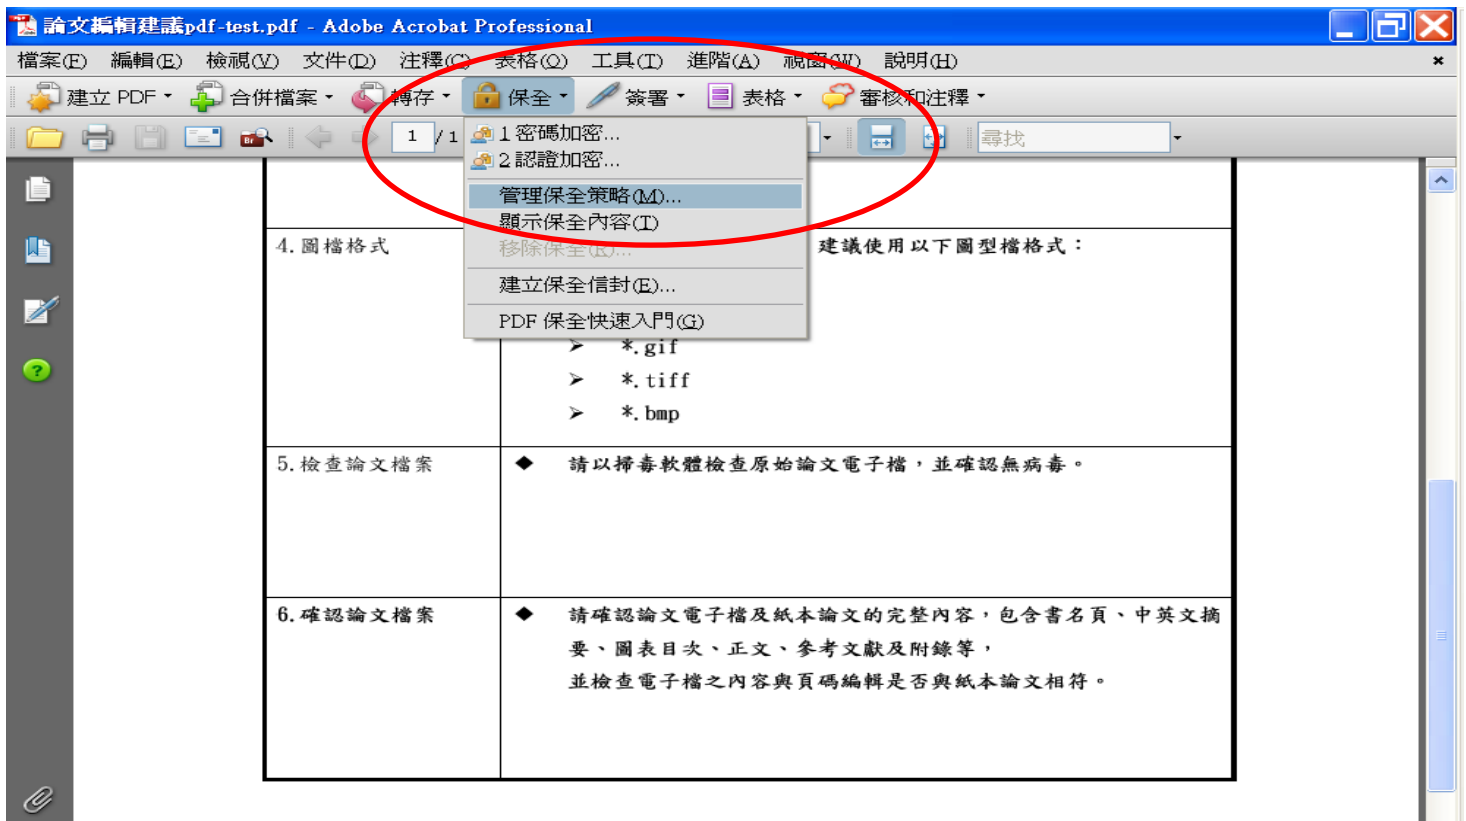 論文編輯建議pdf-test.pdf - Adobe Acrobat Professional
檔案(F) 編輯(E) 檢視(V) 文件(D) 注釋(C) 表格(O) 工具(T) 進階(A) 視窗(W) 說明(H)
建立 PDF 合併檔案 轉存 保全 簽署 表格 審核和注釋
1 / 1 尋找
1 密碼加密...
2 認證加密...
管理保全策略(M)...
顯示保全內容(T)
移除保全(R)...
建立保全信封(E)...
PDF 保全快速入門(G)
4.圖檔格式 建議使用以下圖型檔格式：
➢ *.gif
➢ *.tiff
➢ *.bmp
5.檢查論文檔案 ◆ 請以掃毒軟體檢查原始論文電子檔，並確認無病毒。
6.確認論文檔案 ◆ 請確認論文電子檔及紙本論文的完整內容，包含書名頁、中英文摘
要、圖表目次、正文、參考文獻及附錄等，
並檢查電子檔之內容與頁碼編輯是否與紙本論文相符。